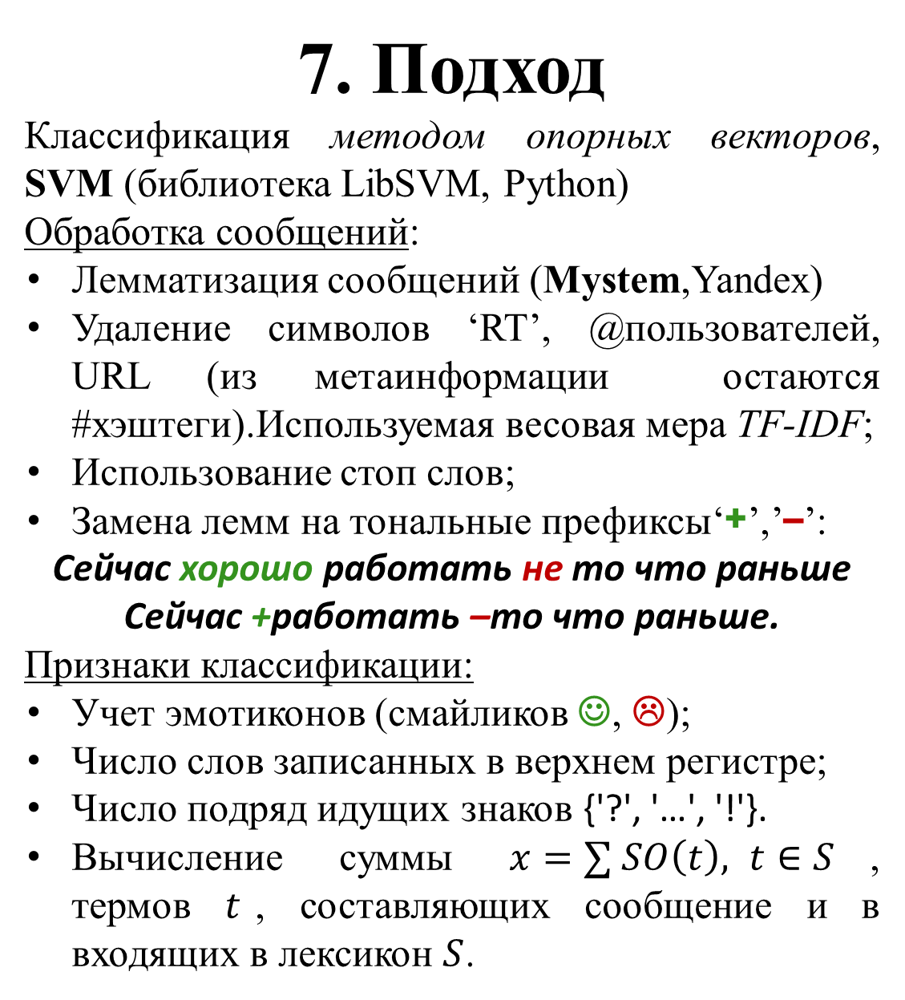 7. Подход
Классификация методом опорных векторов,
SVM (библиотека LibSVM, Python)
Обработка сообщений:
• Лемматизация сообщений (Mystem,Yandex)
• Удаление символов ‘RT’, @пользователей,
URL (из метаинформации остаются
#хэштеги).Используемая весовая мера TF-IDF;
• Использование стоп слов;
• Замена лемм на тональные префиксы‘+’,’–’:
Сейчас хорошо работать не то что раньше
Сейчас +работать –то что раньше.
Признаки классификации:
• Учет эмотиконов (смайликов ☺, ☹);
• Число слов записанных в верхнем регистре;
• Число подряд идущих знаков {'?', '...', '!'}.
• Вычисление суммы x = ∑ SO(t), t ∈ S ,
термов t , составляющих сообщение и в
входящих в лексикон S.